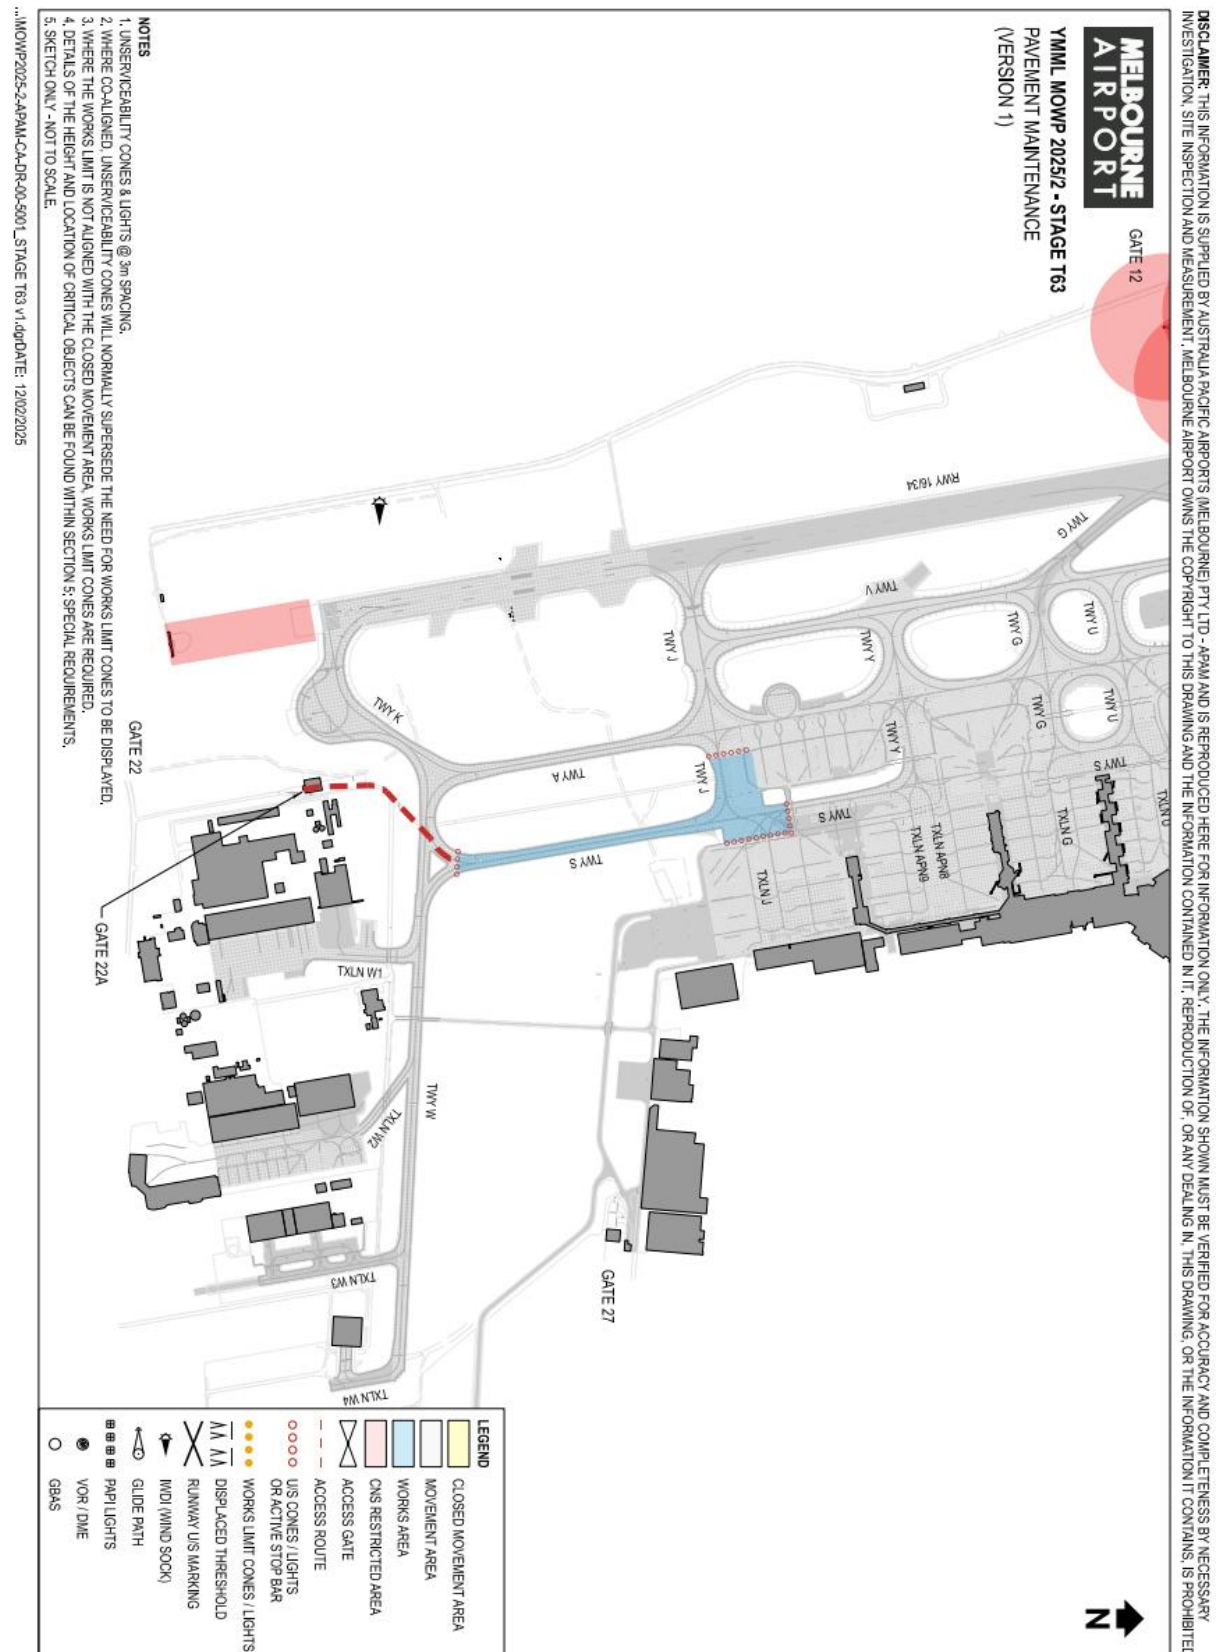 DISCLAIMER: THIS INFORMATION IS SUPPLIED BY AUSTRALIA PACIFIC AIRPORTS (MELBOURNE) PTY LTD - APAM AND IS REPRODUCED HERE FOR INFORMATION ONLY. THE INFORMATION SHOWN MUST BE VERIFIED FOR ACCURACY AND COMPLETENESS BY NECESSARY
INVESTIGATION, SITE INSPECTION AND MEASUREMENT. MELBOURNE AIRPORT OWNS THE COPYRIGHT TO THIS DRAWING AND THE INFORMATION CONTAINED IN IT. REPRODUCTION OF, OR ANY DEALING IN, THIS DRAWING, OR THE INFORMATION IT CONTAINS, IS PROHIBITED
MELBOURNE
AIRPORT
YMML MOWP 2025/2 - STAGE T63
PAVEMENT MAINTENANCE
(VERSION 1)
GATE 12
RWY 16/34
TWY G
TWY V
TWY U
TWY G
TWY Y
TWY J
TWY U
TWY G
TWY Y
TWY S
TXLN U
TWY K
TWY A
TWY J
TWY S
TXLN G
TXLN APN8
TXLN APN9
TWY S
TXLN J
GATE 22
GATE 22A
TXLN W1
TWY W
TXLN W2
TXLN W3
TXLN W4
GATE 27
N
NOTES
1. UNSERVICEABILITY CONES & LIGHTS @ 3m SPACING.
2. WHERE CO-ALIGNED, UNSERVICEABILITY CONES WILL NORMALLY SUPERSEDE THE NEED FOR WORKS LIMIT CONES TO BE DISPLAYED.
3. WHERE THE WORKS LIMIT IS NOT ALIGNED WITH THE CLOSED MOVEMENT AREA, WORKS LIMIT CONES ARE REQUIRED.
4. DETAILS OF THE HEIGHT AND LOCATION OF CRITICAL OBJECTS CAN BE FOUND WITHIN SECTION 5: SPECIAL REQUIREMENTS.
5. SKETCH ONLY - NOT TO SCALE.
LEGEND
CLOSED MOVEMENT AREA
MOVEMENT AREA
WORKS AREA
CNS RESTRICTED AREA
ACCESS GATE
ACCESS ROUTE
U/S CONES / LIGHTS
OR ACTIVE STOP BAR
WORKS LIMIT CONES / LIGHTS
DISPLACED THRESHOLD
RUNWAY U/S MARKING
IWDI (WIND SOCK)
GLIDE PATH
PAPI LIGHTS
VOR / DME
GBAS
...\MOWP2025-2-APAM-CA-DR-00-5001_STAGE T63 v1.dgnDATE: 12/02/2025